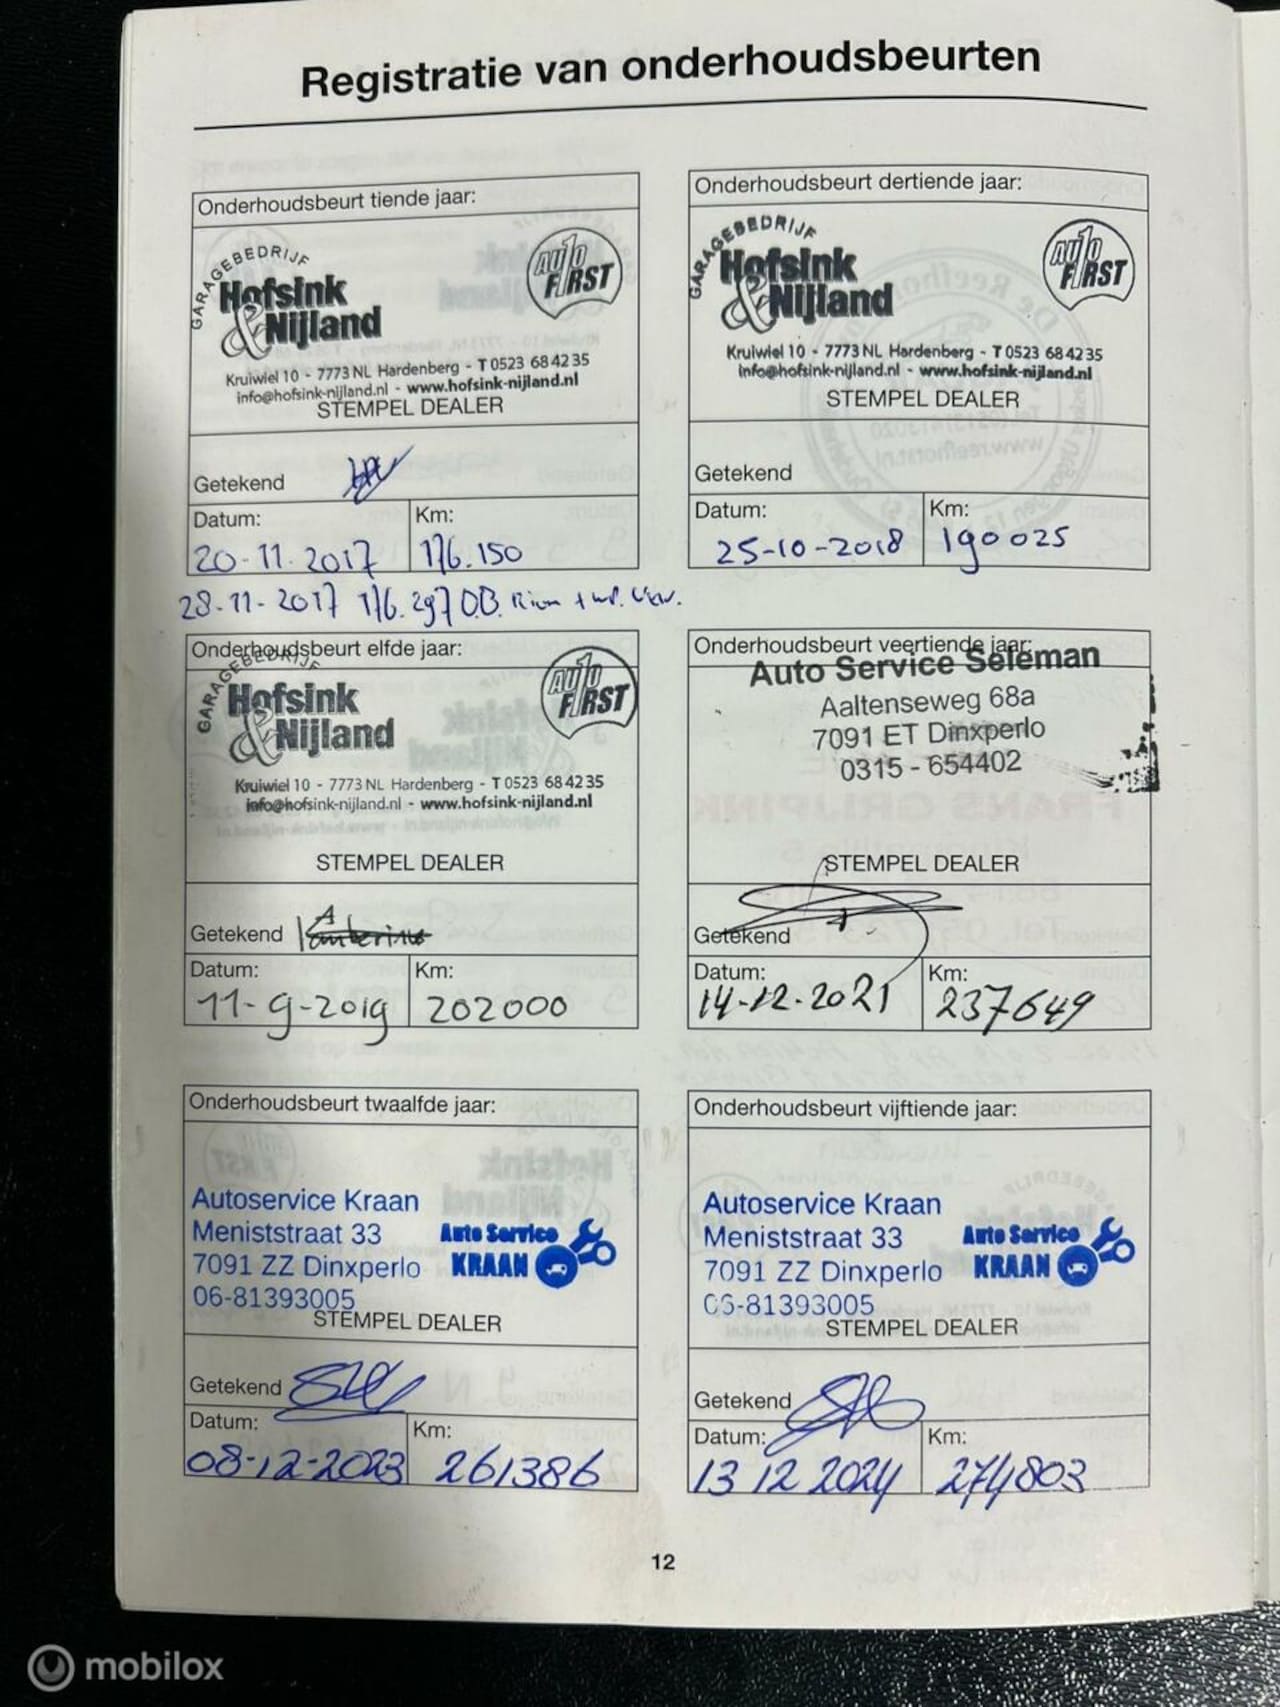 Registratie van onderhoudsbeurten
Onderhoudsbeurt tiende jaar:
GARAGEBEDRIJF
Hofsink
& Nijland
AUTO FIRST
Kruiwiel 10 - 7773 NL Hardenberg - T 0523 68 42 35
info@hofsink-nijland.nl - www.hofsink-nijland.nl
STEMPEL DEALER
Getekend
Datum: Km:
20-11-2017 176.150
28-11-2017 176.297 O.B. Riem
Onderhoudsbeurt dertiende jaar:
GARAGEBEDRIJF
Hofsink
& Nijland
AUTO FIRST
Kruiwiel 10 - 7773 NL Hardenberg - T 0523 68 42 35
info@hofsink-nijland.nl - www.hofsink-nijland.nl
STEMPEL DEALER
Getekend
Datum: Km:
25-10-2018 190025
Onderhoudsbeurt elfde jaar:
GARAGEBEDRIJF
Hofsink
& Nijland
AUTO FIRST
Kruiwiel 10 - 7773 NL Hardenberg - T 0523 68 42 35
info@hofsink-nijland.nl - www.hofsink-nijland.nl
STEMPEL DEALER
Getekend
Datum: Km:
11-9-2019 202000
Onderhoudsbeurt veertiende jaar:
Auto Service Seleman
Aaltenseweg 68a
7091 ET Dinxperlo
0315 - 654402
STEMPEL DEALER
Getekend
Datum: Km:
14-12-2021 237649
Onderhoudsbeurt twaalfde jaar:
Autoservice Kraan
Meniststraat 33
7091 ZZ Dinxperlo
06-81393005
Auto Service
KRAAN
STEMPEL DEALER
Getekend
Datum: Km:
08-12-2023 261386
Onderhoudsbeurt vijftiende jaar:
Autoservice Kraan
Meniststraat 33
7091 ZZ Dinxperlo
06-81393005
Auto Service
KRAAN
STEMPEL DEALER
Getekend
Datum: Km:
13 12 2024 274803
12
mobilox